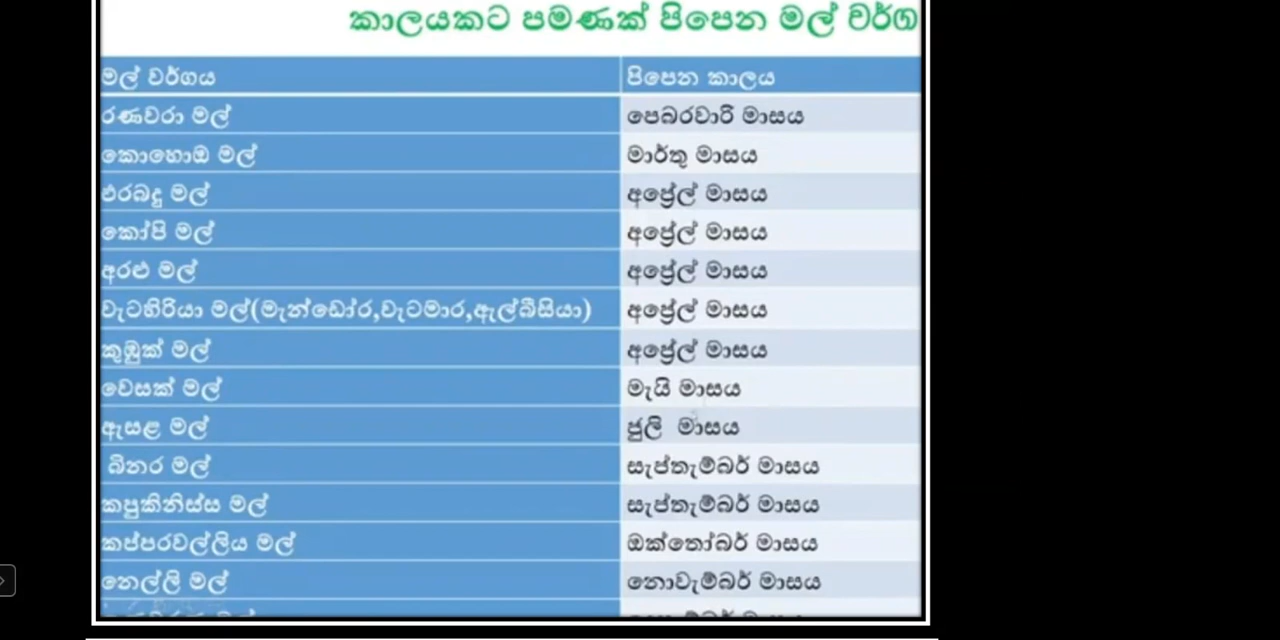 කාලයකට පමණක් පිපෙන මල් වර්ග
මල් වර්ගය පිපෙන කාලය
රණවරා මල් පෙබරවාරි මාසය
කොහොඹ මල් මාර්තු මාසය
එරබදු මල් අප්‍රේල් මාසය
කෝපි මල් අප්‍රේල් මාසය
අරළු මල් අප්‍රේල් මාසය
වැටහිරියා මල්(මැන්ඩෝර,වැටමාර,ඇල්බීසියා) අප්‍රේල් මාසය
කුඹුක් මල් අප්‍රේල් මාසය
වෙසක් මල් මැයි මාසය
ඇසළ මල් ජුලි මාසය
බිනර මල් සැප්තැම්බර් මාසය
කපුකිනිස්ස මල් සැප්තැම්බර් මාසය
කප්පරවල්ලිය මල් ඔක්තෝබර් මාසය
නෙල්ලි මල් නොවැම්බර් මාසය